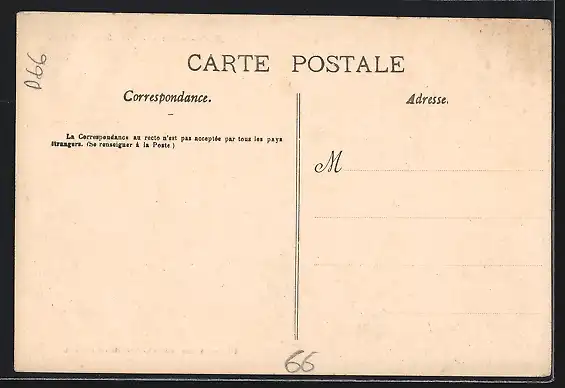 D66
CARTE POSTALE
Correspondance.
Adresse.
La Correspondance au recto n'est pas acceptée par tous les pays
étrangers. (Se renseigner à la Poste)
M
66